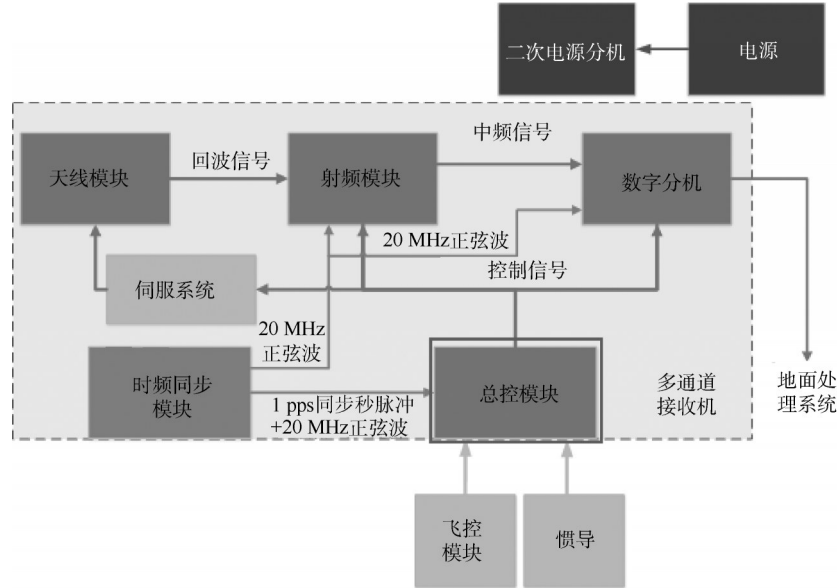 二次电源分机
电源
天线模块
回波信号
射频模块
中频信号
数字分机
20 MHz正弦波
控制信号
伺服系统
20 MHz
正弦波
时频同步
模块
1 pps同步秒脉冲
+20 MHz正弦波
总控模块
多通道
接收机
地面处
理系统
飞控
模块
惯导